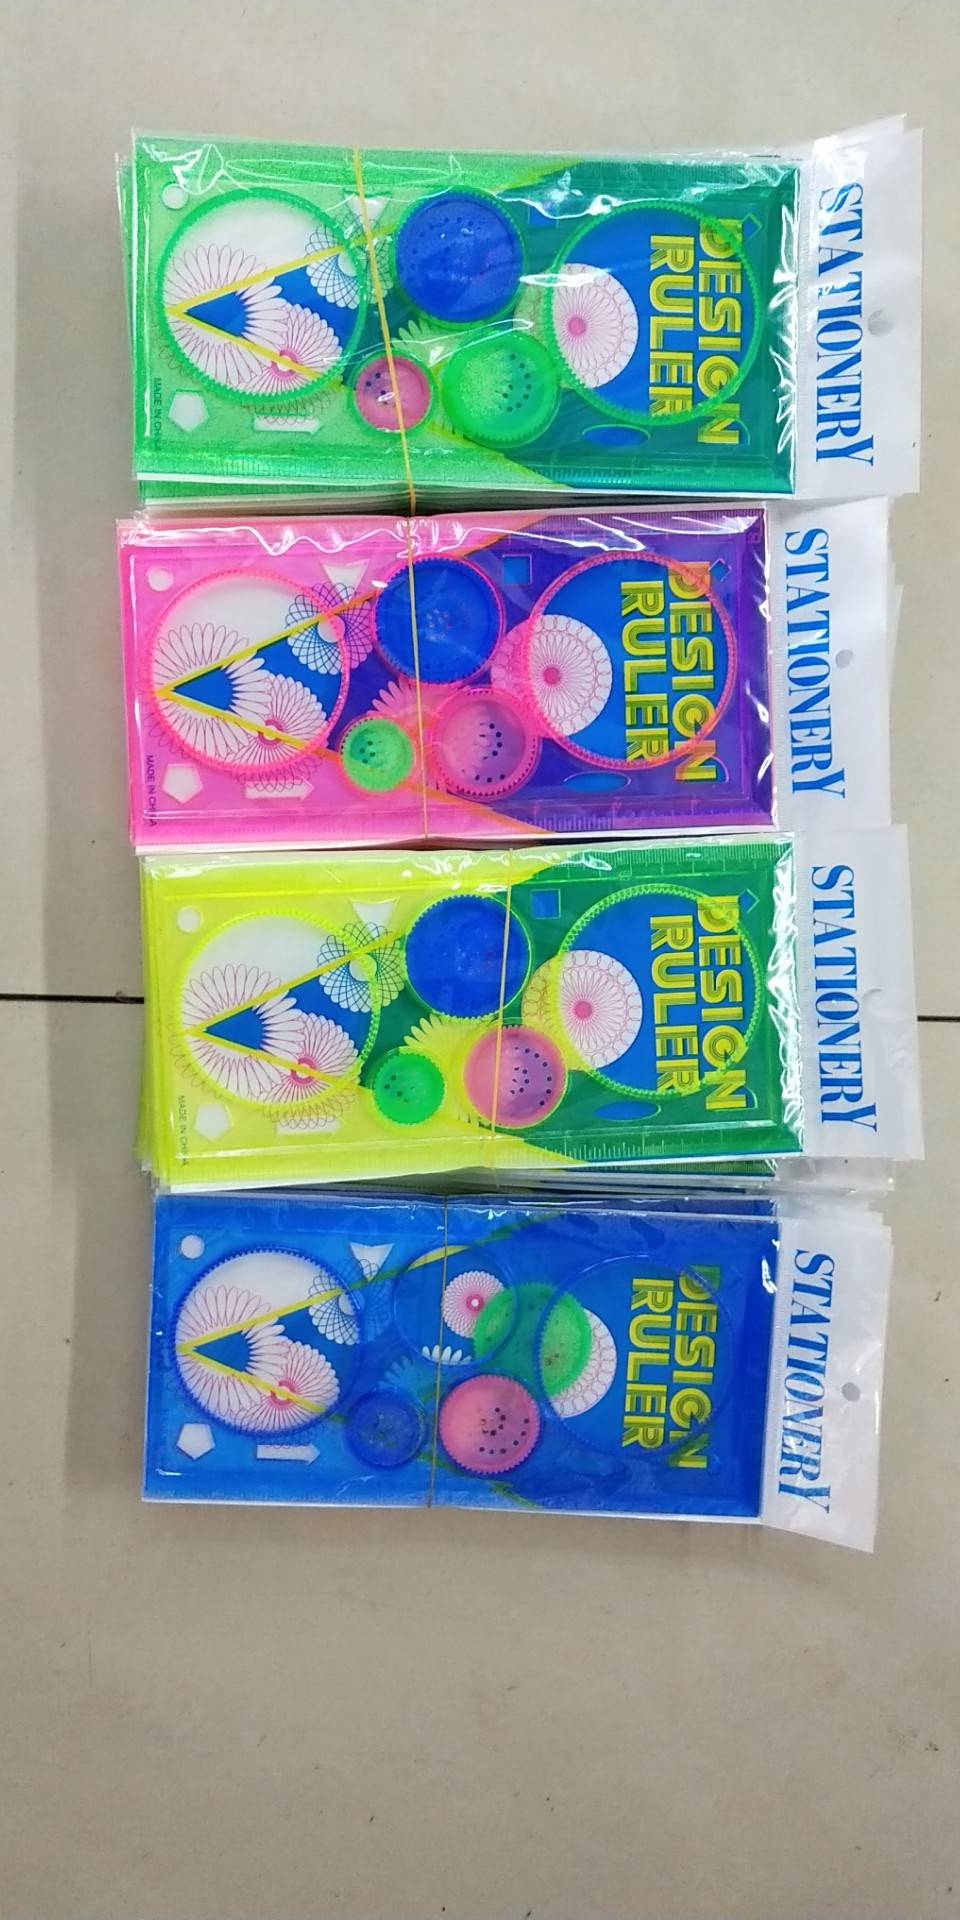 STATIONERY
DESIGN
RULER
MADE IN CHINA
STATIONERY
DESIGN
RULER
MADE IN CHINA
STATIONERY
DESIGN
RULER
MADE IN CHINA
STATIONERY
DESIGN
RULER